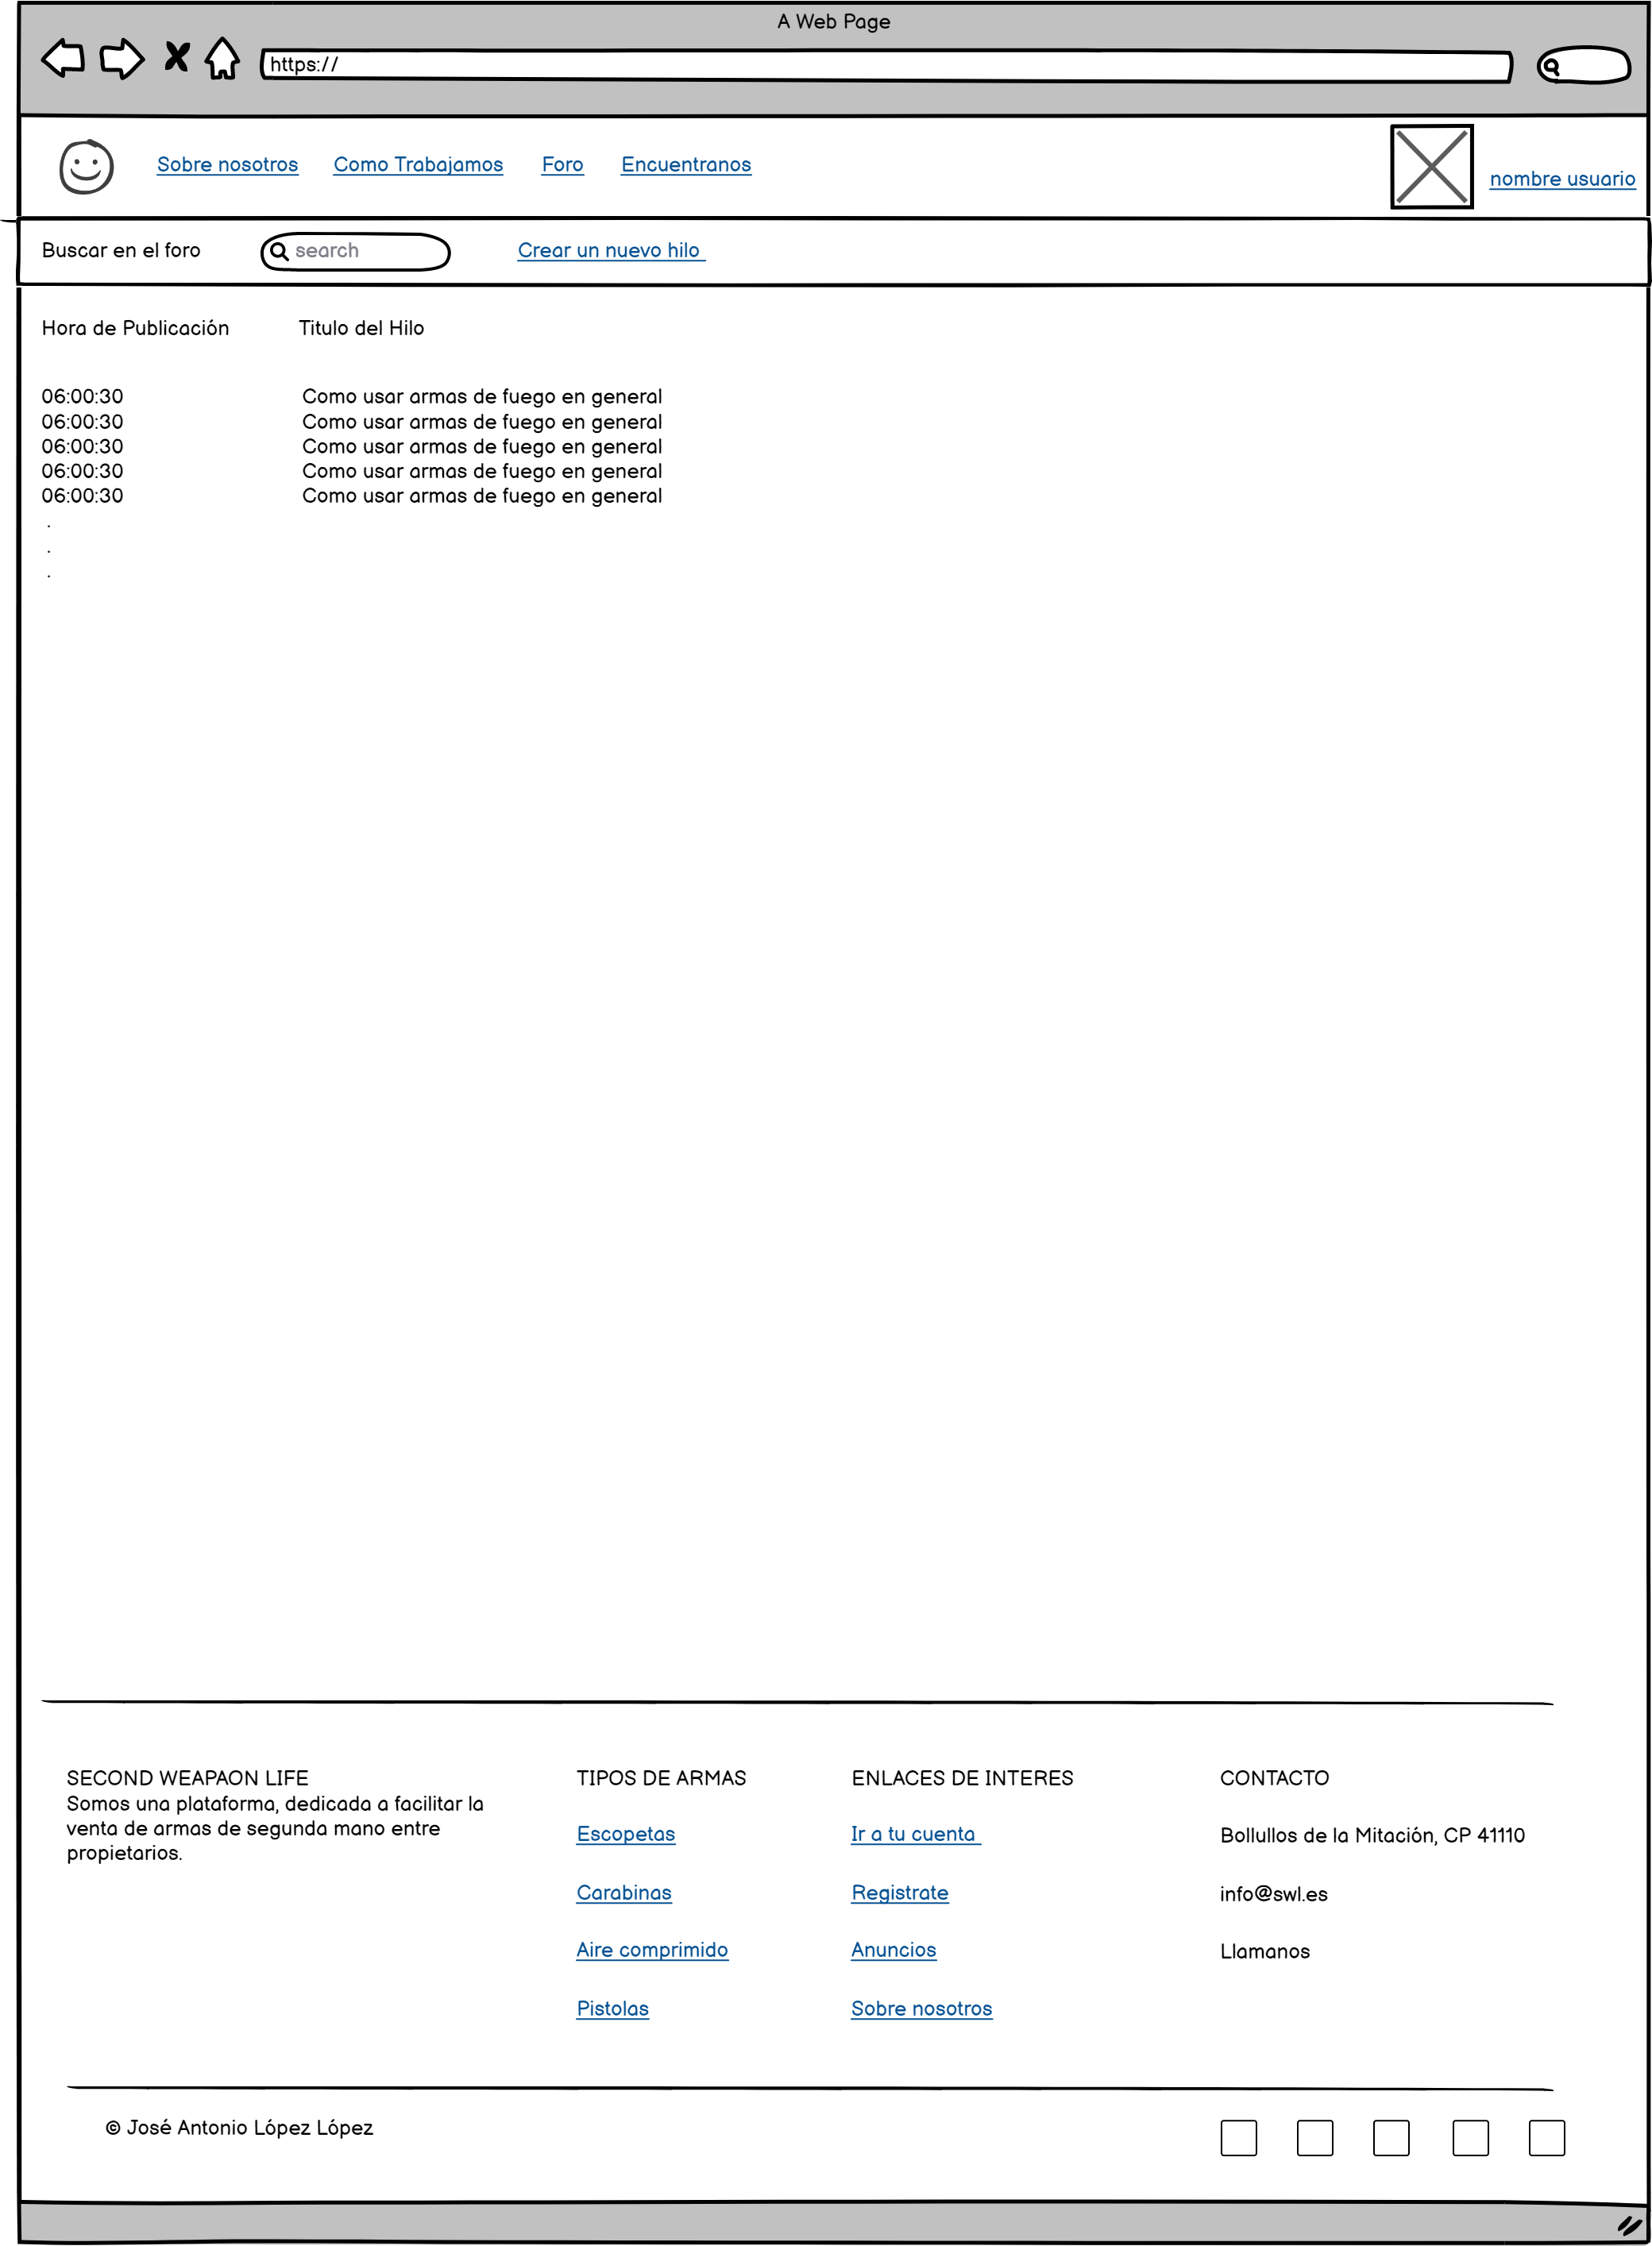 A Web Page
https://
Sobre nosotros Como Trabajamos Foro Encuentranos
nombre usuario
Buscar en el foro search Crear un nuevo hilo
Hora de Publicación Titulo del Hilo
06:00:30 Como usar armas de fuego en general
06:00:30 Como usar armas de fuego en general
06:00:30 Como usar armas de fuego en general
06:00:30 Como usar armas de fuego en general
06:00:30 Como usar armas de fuego en general
.
.
.
SECOND WEAPAON LIFE
Somos una plataforma, dedicada a facilitar la
venta de armas de segunda mano entre
propietarios.
TIPOS DE ARMAS
Escopetas
Carabinas
Aire comprimido
Pistolas
ENLACES DE INTERES
Ir a tu cuenta
Registrate
Anuncios
Sobre nosotros
CONTACTO
Bollullos de la Mitación, CP 41110
info@swl.es
Llamanos
© José Antonio López López